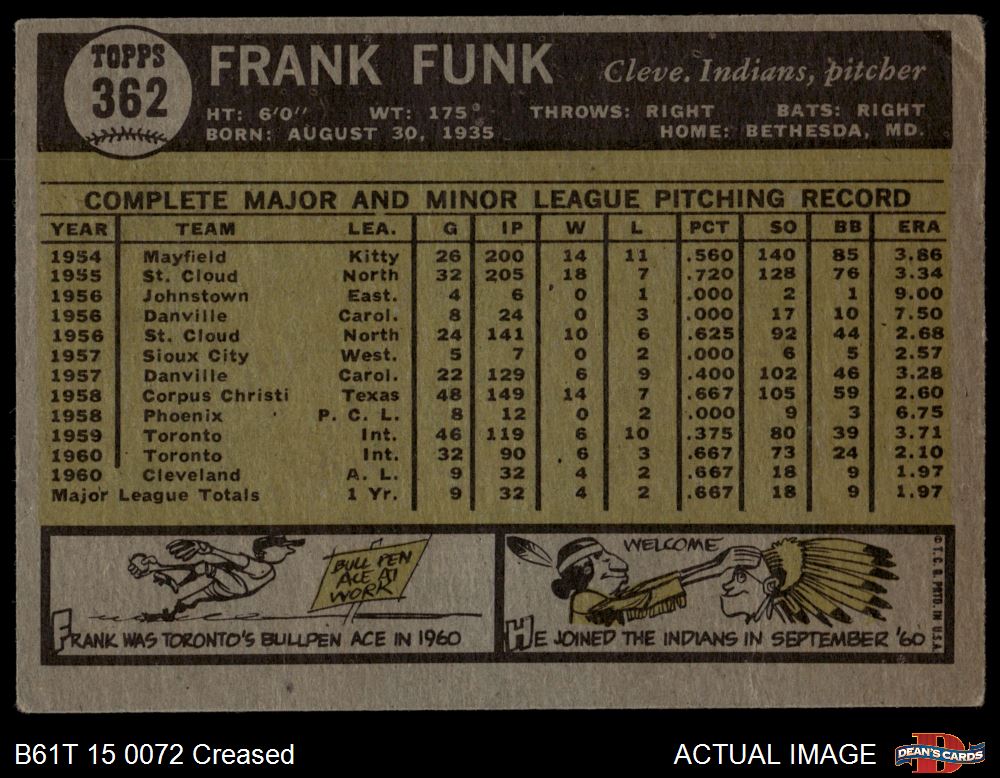 TOPPS
362
FRANK FUNK Cleve. Indians, pitcher
HT: 6'0" WT: 175 THROWS: RIGHT BATS: RIGHT
BORN: AUGUST 30, 1935 HOME: BETHESDA, MD.
COMPLETE MAJOR AND MINOR LEAGUE PITCHING RECORD
YEAR TEAM LEA. G IP W L PCT SO BB ERA
1954 Mayfield Kitty 26 200 14 11 .560 140 85 3.86
1955 St. Cloud North 32 205 18 7 .720 128 76 3.34
1956 Johnstown East. 4 6 0 1 .000 2 1 9.00
1956 Danville Carol. 8 24 0 3 .000 17 10 7.50
1956 St. Cloud North 24 141 10 6 .625 92 44 2.68
1957 Sioux City West. 5 7 0 2 .000 6 5 2.57
1957 Danville Carol. 22 129 6 9 .400 102 46 3.28
1958 Corpus Christi Texas 48 149 14 7 .667 105 59 2.60
1958 Phoenix P. C. L. 8 12 0 2 .000 9 3 6.75
1959 Toronto Int. 46 119 6 10 .375 80 39 3.71
1960 Toronto Int. 32 90 6 3 .667 73 24 2.10
1960 Cleveland A. L. 9 32 4 2 .667 18 9 1.97
Major League Totals 1 Yr. 9 32 4 2 .667 18 9 1.97
BULL PEN
ACE AT
WORK
FRANK WAS TORONTO'S BULLPEN ACE IN 1960
WELCOME
HE JOINED THE INDIANS IN SEPTEMBER '60
© T. C. G. PRTD. IN U.S.A.
B61T 15 0072 Creased ACTUAL IMAGE
DEAN'S CARDS